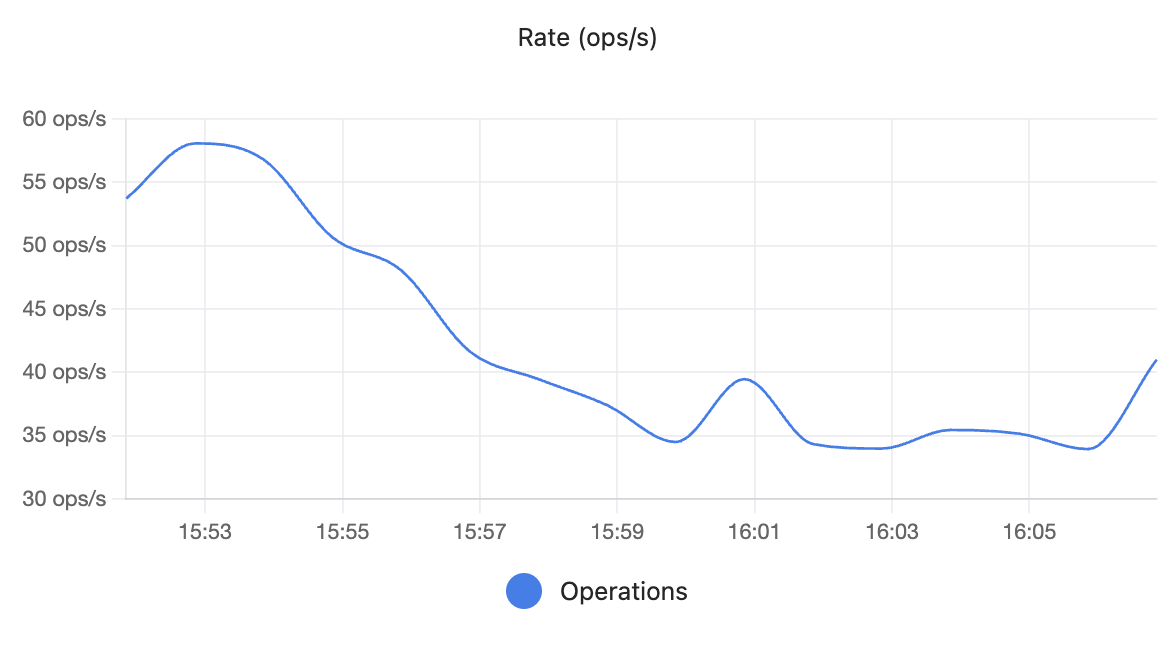 Rate (ops/s)
60 ops/s
55 ops/s
50 ops/s
45 ops/s
40 ops/s
35 ops/s
30 ops/s
15:53 15:55 15:57 15:59 16:01 16:03 16:05
Operations